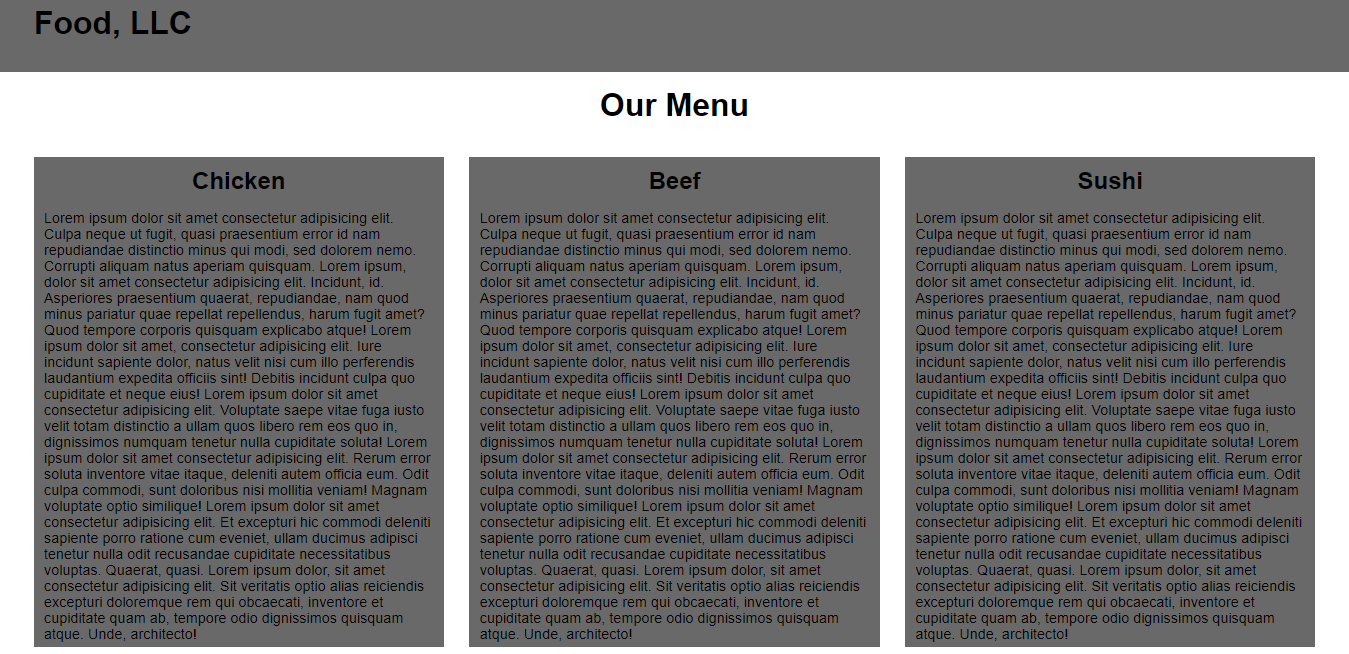 Food, LLC
Our Menu
Chicken
Lorem ipsum dolor sit amet consectetur adipisicing elit.
Culpa neque ut fugit, quasi praesentium error id nam
repudiandae distinctio minus qui modi, sed dolorem nemo.
Corrupti aliquam natus aperiam quisquam. Lorem ipsum,
dolor sit amet consectetur adipisicing elit. Incidunt, id.
Asperiores praesentium quaerat, repudiandae, nam quod
minus pariatur quae repellat repellendus, harum fugit amet?
Quod tempore corporis quisquam explicabo atque! Lorem
ipsum dolor sit amet, consectetur adipisicing elit. Iure
incidunt sapiente dolor, natus velit nisi cum illo perferendis
laudantium expedita officiis sint! Debitis incidunt culpa quo
cupiditate et neque eius! Lorem ipsum dolor sit amet
consectetur adipisicing elit. Voluptate saepe vitae fuga iusto
velit totam distinctio a ullam quos libero rem eos quo in,
dignissimos numquam tenetur nulla cupiditate soluta! Lorem
ipsum dolor sit amet consectetur adipisicing elit. Rerum error
soluta inventore vitae itaque, deleniti autem officia eum. Odit
culpa commodi, sunt doloribus nisi mollitia veniam! Magnam
voluptate optio similique! Lorem ipsum dolor sit amet
consectetur adipisicing elit. Et excepturi hic commodi deleniti
sapiente porro ratione cum eveniet, ullam ducimus adipisci
tenetur nulla odit recusandae cupiditate necessitatibus
voluptas. Quaerat, quasi. Lorem ipsum dolor, sit amet
consectetur adipisicing elit. Sit veritatis optio alias reiciendis
excepturi doloremque rem qui obcaecati, inventore et
cupiditate quam ab, tempore odio dignissimos quisquam
atque. Unde, architecto!
Beef
Lorem ipsum dolor sit amet consectetur adipisicing elit.
Culpa neque ut fugit, quasi praesentium error id nam
repudiandae distinctio minus qui modi, sed dolorem nemo.
Corrupti aliquam natus aperiam quisquam. Lorem ipsum,
dolor sit amet consectetur adipisicing elit. Incidunt, id.
Asperiores praesentium quaerat, repudiandae, nam quod
minus pariatur quae repellat repellendus, harum fugit amet?
Quod tempore corporis quisquam explicabo atque! Lorem
ipsum dolor sit amet, consectetur adipisicing elit. Iure
incidunt sapiente dolor, natus velit nisi cum illo perferendis
laudantium expedita officiis sint! Debitis incidunt culpa quo
cupiditate et neque eius! Lorem ipsum dolor sit amet
consectetur adipisicing elit. Voluptate saepe vitae fuga iusto
velit totam distinctio a ullam quos libero rem eos quo in,
dignissimos numquam tenetur nulla cupiditate soluta! Lorem
ipsum dolor sit amet consectetur adipisicing elit. Rerum error
soluta inventore vitae itaque, deleniti autem officia eum. Odit
culpa commodi, sunt doloribus nisi mollitia veniam! Magnam
voluptate optio similique! Lorem ipsum dolor sit amet
consectetur adipisicing elit. Et excepturi hic commodi deleniti
sapiente porro ratione cum eveniet, ullam ducimus adipisci
tenetur nulla odit recusandae cupiditate necessitatibus
voluptas. Quaerat, quasi. Lorem ipsum dolor, sit amet
consectetur adipisicing elit. Sit veritatis optio alias reiciendis
excepturi doloremque rem qui obcaecati, inventore et
cupiditate quam ab, tempore odio dignissimos quisquam
atque. Unde, architecto!
Sushi
Lorem ipsum dolor sit amet consectetur adipisicing elit.
Culpa neque ut fugit, quasi praesentium error id nam
repudiandae distinctio minus qui modi, sed dolorem nemo.
Corrupti aliquam natus aperiam quisquam. Lorem ipsum,
dolor sit amet consectetur adipisicing elit. Incidunt, id.
Asperiores praesentium quaerat, repudiandae, nam quod
minus pariatur quae repellat repellendus, harum fugit amet?
Quod tempore corporis quisquam explicabo atque! Lorem
ipsum dolor sit amet, consectetur adipisicing elit. Iure
incidunt sapiente dolor, natus velit nisi cum illo perferendis
laudantium expedita officiis sint! Debitis incidunt culpa quo
cupiditate et neque eius! Lorem ipsum dolor sit amet
consectetur adipisicing elit. Voluptate saepe vitae fuga iusto
velit totam distinctio a ullam quos libero rem eos quo in,
dignissimos numquam tenetur nulla cupiditate soluta! Lorem
ipsum dolor sit amet consectetur adipisicing elit. Rerum error
soluta inventore vitae itaque, deleniti autem officia eum. Odit
culpa commodi, sunt doloribus nisi mollitia veniam! Magnam
voluptate optio similique! Lorem ipsum dolor sit amet
consectetur adipisicing elit. Et excepturi hic commodi deleniti
sapiente porro ratione cum eveniet, ullam ducimus adipisci
tenetur nulla odit recusandae cupiditate necessitatibus
voluptas. Quaerat, quasi. Lorem ipsum dolor, sit amet
consectetur adipisicing elit. Sit veritatis optio alias reiciendis
excepturi doloremque rem qui obcaecati, inventore et
cupiditate quam ab, tempore odio dignissimos quisquam
atque. Unde, architecto!